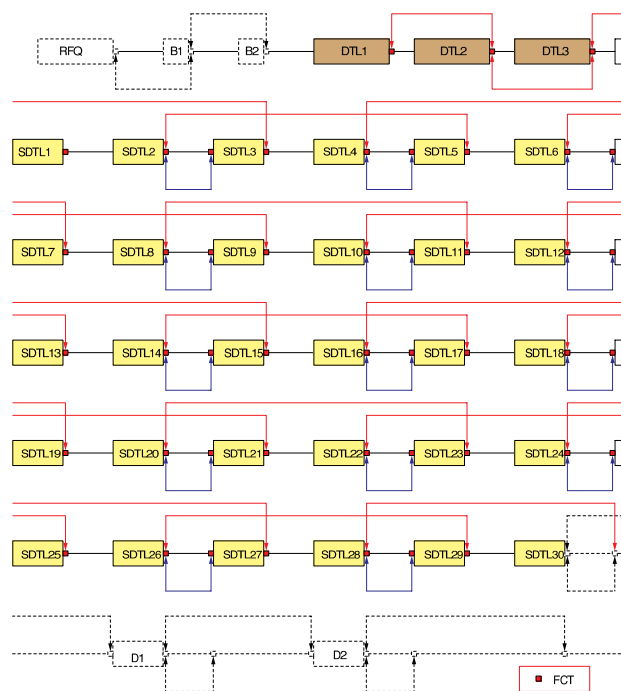 RFQ B1 B2 DTL1 DTL2 DTL3
SDTL1 SDTL2 SDTL3 SDTL4 SDTL5 SDTL6
SDTL7 SDTL8 SDTL9 SDTL10 SDTL11 SDTL12
SDTL13 SDTL14 SDTL15 SDTL16 SDTL17 SDTL18
SDTL19 SDTL20 SDTL21 SDTL22 SDTL23 SDTL24
SDTL25 SDTL26 SDTL27 SDTL28 SDTL29 SDTL30
D1 D2
FCT